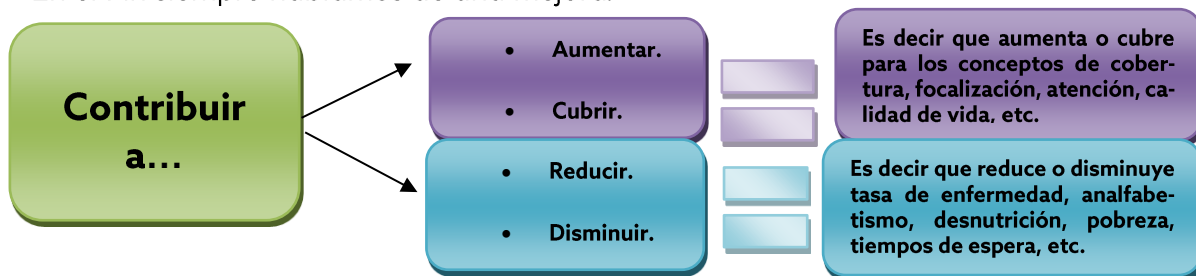 Contribuir
a...
• Aumentar.
• Cubrir.
Es decir que aumenta o cubre
para los conceptos de cober-
tura, focalización, atención, ca-
lidad de vida, etc.
• Reducir.
• Disminuir.
Es decir que reduce o disminuye
tasa de enfermedad, analfabe-
tismo, desnutrición, pobreza,
tiempos de espera, etc.